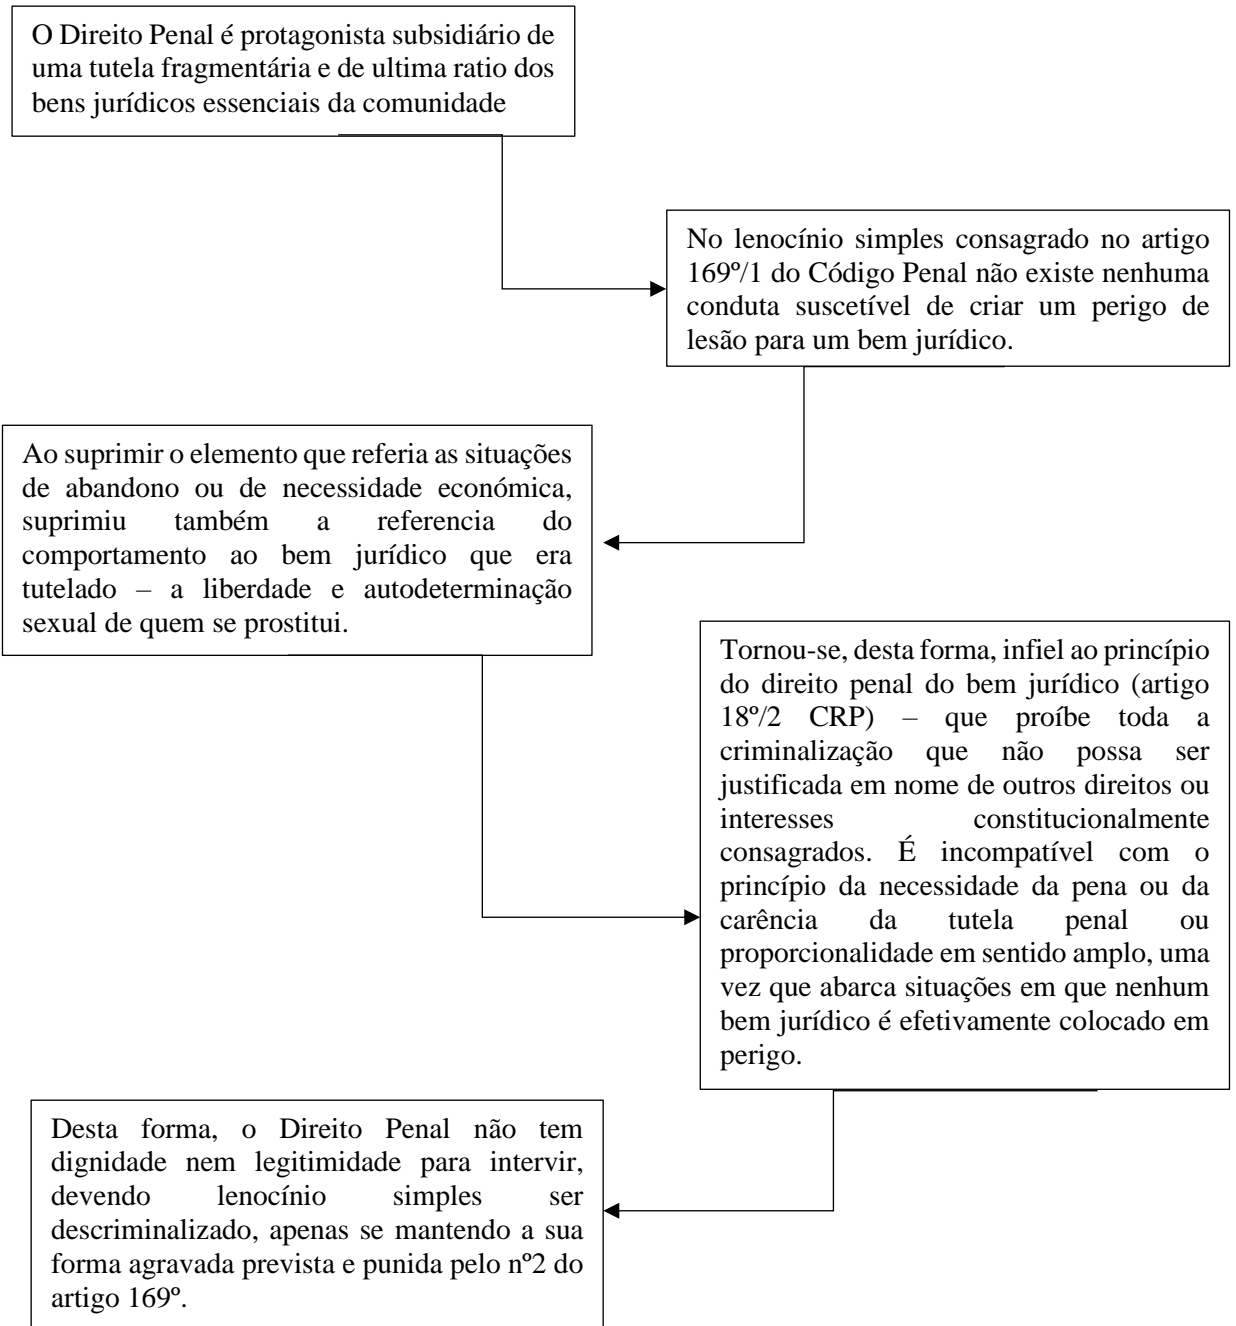 O Direito Penal é protagonista subsidiário de
uma tutela fragmentária e de ultima ratio dos
bens jurídicos essenciais da comunidade
No lenocínio simples consagrado no artigo
169º/1 do Código Penal não existe nenhuma
conduta suscetível de criar um perigo de
lesão para um bem jurídico.
Ao suprimir o elemento que referia as situações
de abandono ou de necessidade económica,
suprimiu também a referencia do
comportamento ao bem jurídico que era
tutelado – a liberdade e autodeterminação
sexual de quem se prostitui.
Tornou-se, desta forma, infiel ao princípio
do direito penal do bem jurídico (artigo
18º/2 CRP) – que proíbe toda a
criminalização que não possa ser
justificada em nome de outros direitos ou
interesses constitucionalmente
consagrados. É incompatível com o
princípio da necessidade da pena ou da
carência da tutela penal ou
proporcionalidade em sentido amplo, uma
vez que abarca situações em que nenhum
bem jurídico é efetivamente colocado em
perigo.
Desta forma, o Direito Penal não tem
dignidade nem legitimidade para intervir,
devendo lenocínio simples ser
descriminalizado, apenas se mantendo a sua
forma agravada prevista e punida pelo nº2 do
artigo 169º.